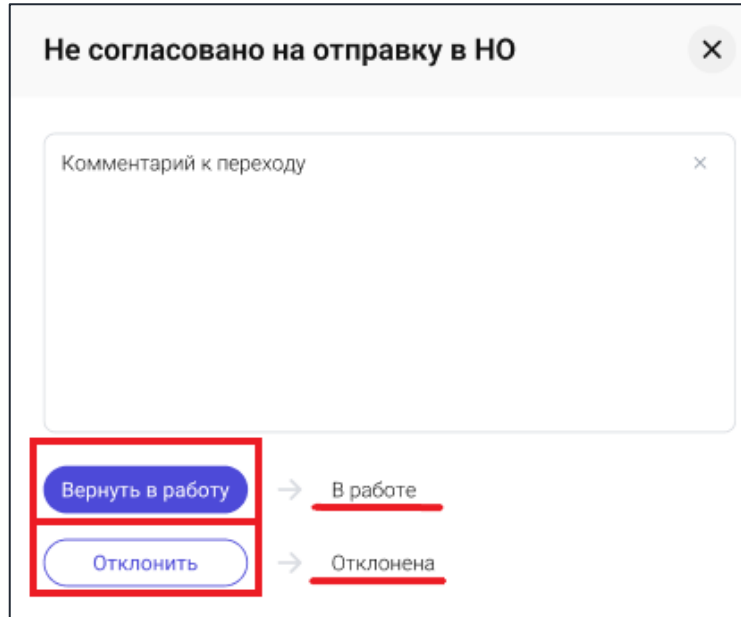 Не согласовано на отправку в НО
Комментарий к переходу
Вернуть в работу → В работе
Отклонить → Отклонена